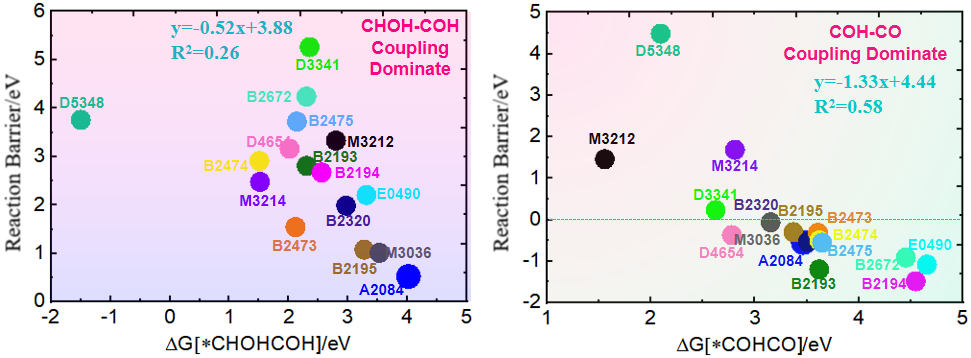 y=-0.52x+3.88
R²=0.26
CHOH-COH
Coupling
Dominate
D3341
B2672
D5348
B2475
M3212
D4654
B2193
B2474
B2194
M3214
E0490
B2320
B2473
B2195
M3036
A2084
Reaction Barrier/eV
6
5
4
3
2
1
0
-2
-1
0
1
2
3
4
5
ΔG[*CHOHCOH]/eV
COH-CO
Coupling Dominate
y=-1.33x+4.44
R²=0.58
D5348
M3212
M3214
D3341
B2320
B2195
B2473
D4654
M3036
B2474
A2084
B2475
E0490
B2672
B2193
B2194
Reaction Barrier/eV
5
4
3
2
1
0
-1
-2
1
2
3
4
5
ΔG[*COHCO]/eV